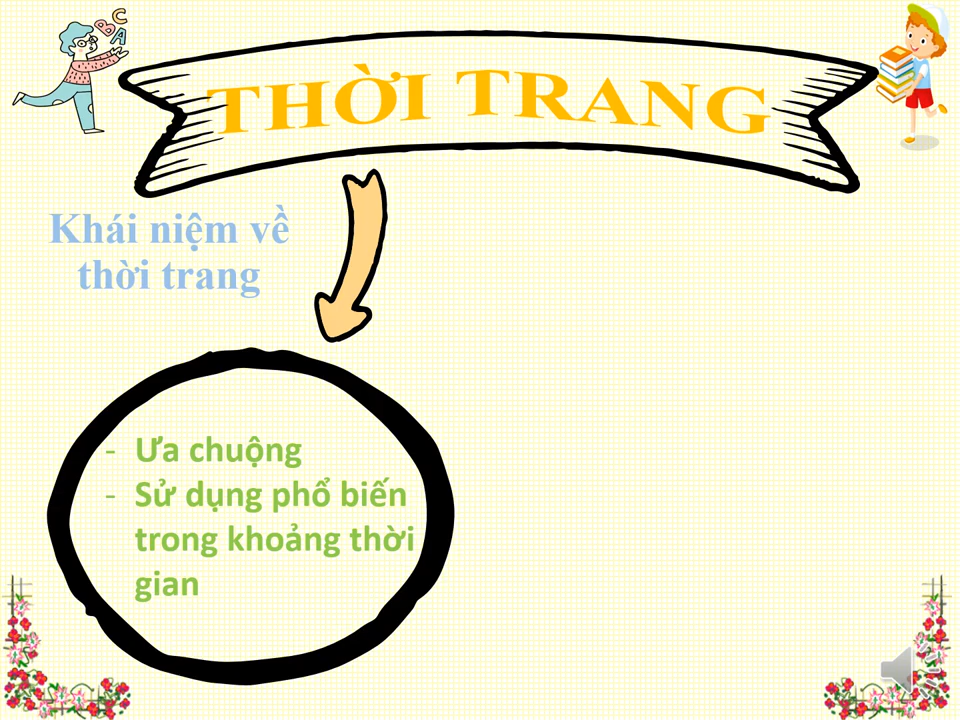 C
B
A
THỜI TRANG
Khái niệm về
thời trang
- Ưa chuộng
- Sử dụng phổ biến
trong khoảng thời
gian